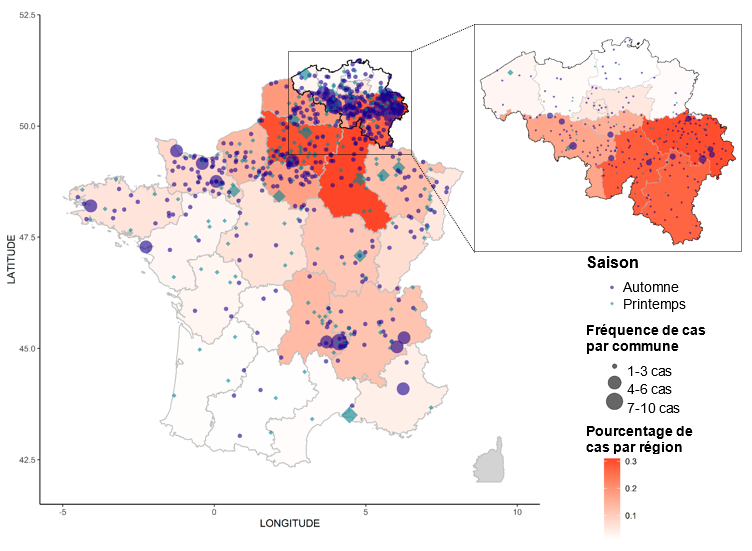 52.5
50.0
47.5
45.0
42.5
LATITUDE
-5
0
5
10
LONGITUDE
Saison
Automne
Printemps
Fréquence de cas
par commune
1-3 cas
4-6 cas
7-10 cas
Pourcentage de
cas par région
0.3
0.2
0.1